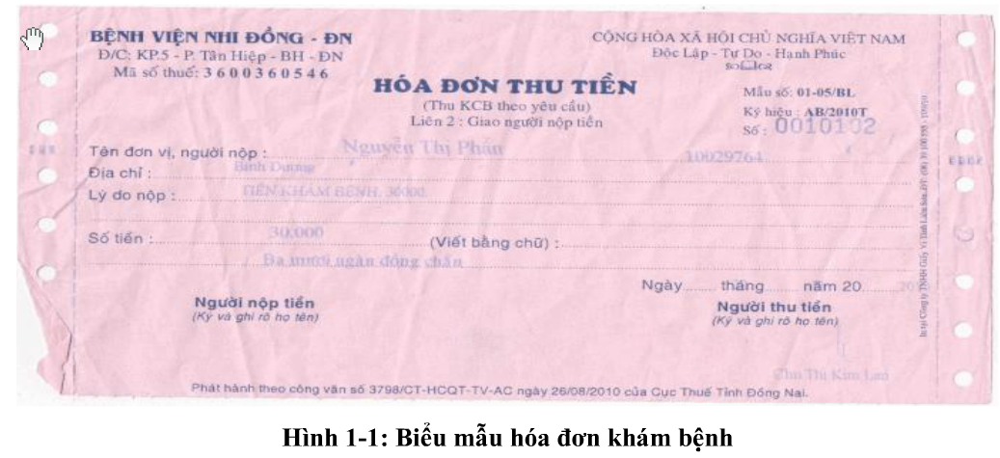 BỆNH VIỆN NHI ĐỒNG - ĐN
Đ/C: KP.5 - P. Tân Hiệp - BH - ĐN
Mã số thuế: 3600360546
CỘNG HÒA XÃ HỘI CHỦ NGHĨA VIỆT NAM
Độc Lập - Tự Do - Hạnh Phúc
HÓA ĐƠN THU TIỀN
(Thu KCB theo yêu cầu)
Liên 2 : Giao người nộp tiền
Mẫu số: 01-05/BL
Ký hiệu : AB/2010T
Số : 0010102
Tên đơn vị, người nộp : Nguyễn Thị Phấn 10029764
Địa chỉ : Bình Dương
Lý do nộp : TIỀN KHÁM BỆNH, 30000
Số tiền : 30.000 (Viết bằng chữ) :
Ba mươi ngàn đồng chẵn
Ngày tháng năm 20
Người nộp tiền
(Ký và ghi rõ họ tên)
Người thu tiền
(Ký và ghi rõ họ tên)
Chu Thị Kim Lan
Phát hành theo công văn số 3798/CT-HCQT-TV-AC ngày 26/08/2010 của Cục Thuế Tỉnh Đồng Nai.
Hình 1-1: Biểu mẫu hóa đơn khám bệnh